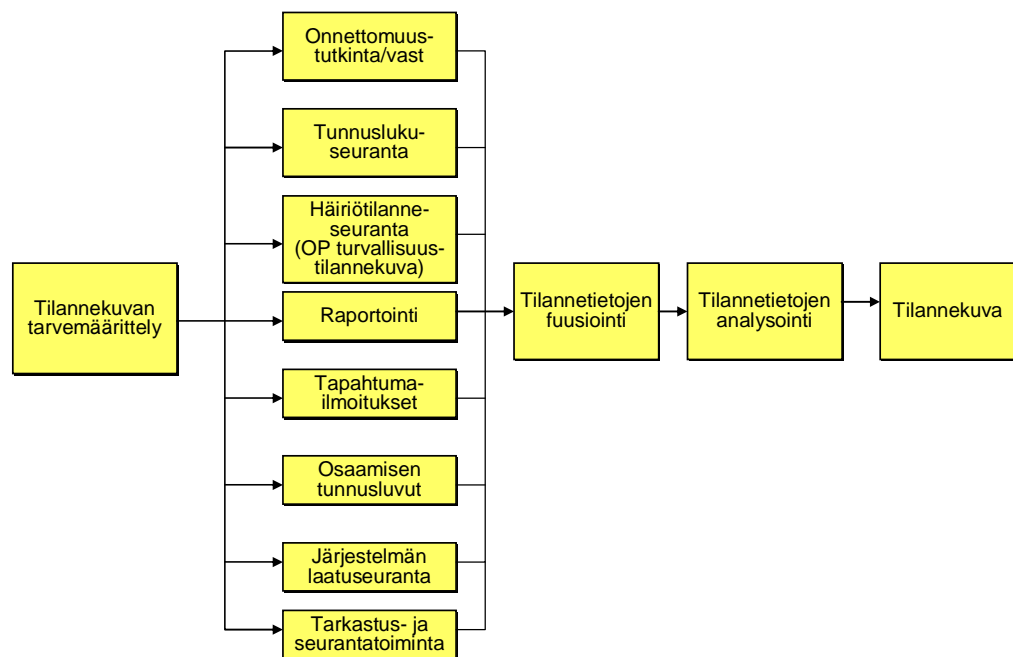 Tilannekuvan
tarvemäärittely
Onnettomuus-
tutkinta/vast
Tunnusluku-
seuranta
Häiriötilanne-
seuranta
(OP turvallisuus-
tilannekuva)
Raportointi
Tapahtuma-
ilmoitukset
Osaamisen
tunnusluvut
Järjestelmän
laatuseuranta
Tarkastus- ja
seurantatoiminta
Tilannetietojen
fuusiointi
Tilannetietojen
analysointi
Tilannekuva